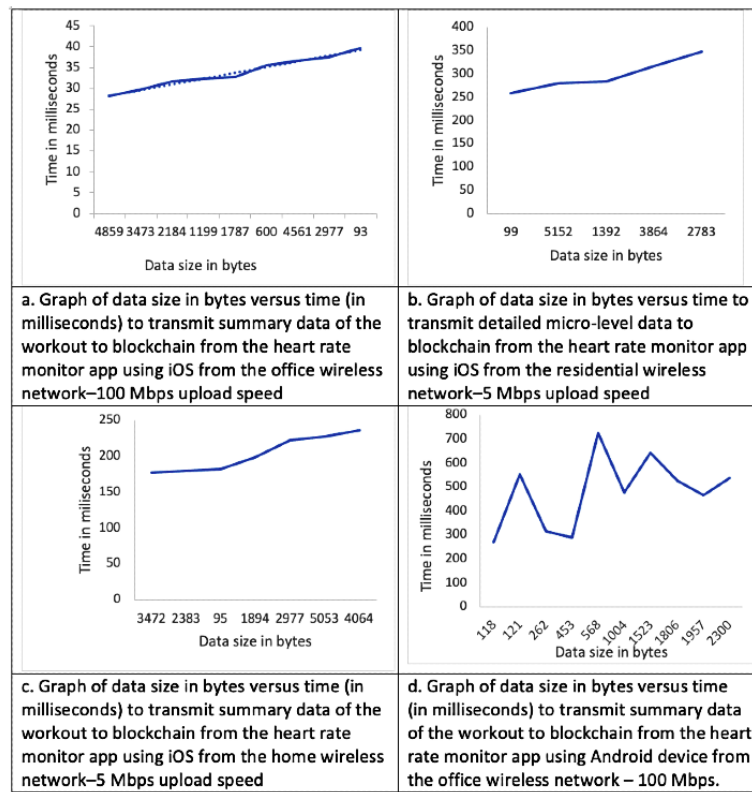 45
40
35
30
25
20
15
10
5
0
Time in milliseconds
4859 3473 2184 1199 1787 600 4561 2977 93
Data size in bytes
400
350
300
250
200
150
100
50
0
Time in milliseconds
99 5152 1392 3864 2783
Data size in bytes
a. Graph of data size in bytes versus time (in
milliseconds) to transmit summary data of the
workout to blockchain from the heart rate
monitor app using iOS from the office wireless
network–100 Mbps upload speed
b. Graph of data size in bytes versus time to
transmit detailed micro-level data to
blockchain from the heart rate monitor app
using iOS from the residential wireless
network–5 Mbps upload speed
250
200
150
100
50
0
Time in miliseconds
3472 2383 95 1894 2977 5053 4064
Data size in bytes
800
700
600
500
400
300
200
100
0
Time in milliseconds
118 121 262 453 568 1004 1523 1806 1957 2300
Data size in bytes
c. Graph of data size in bytes versus time (in
milliseconds) to transmit summary data of the
workout to blockchain from the heart rate
monitor app using iOS from the home wireless
network–5 Mbps upload speed
d. Graph of data size in bytes versus time
(in milliseconds) to transmit summary data
of the workout to blockchain from the heart
rate monitor app using Android device from
the office wireless network – 100 Mbps.